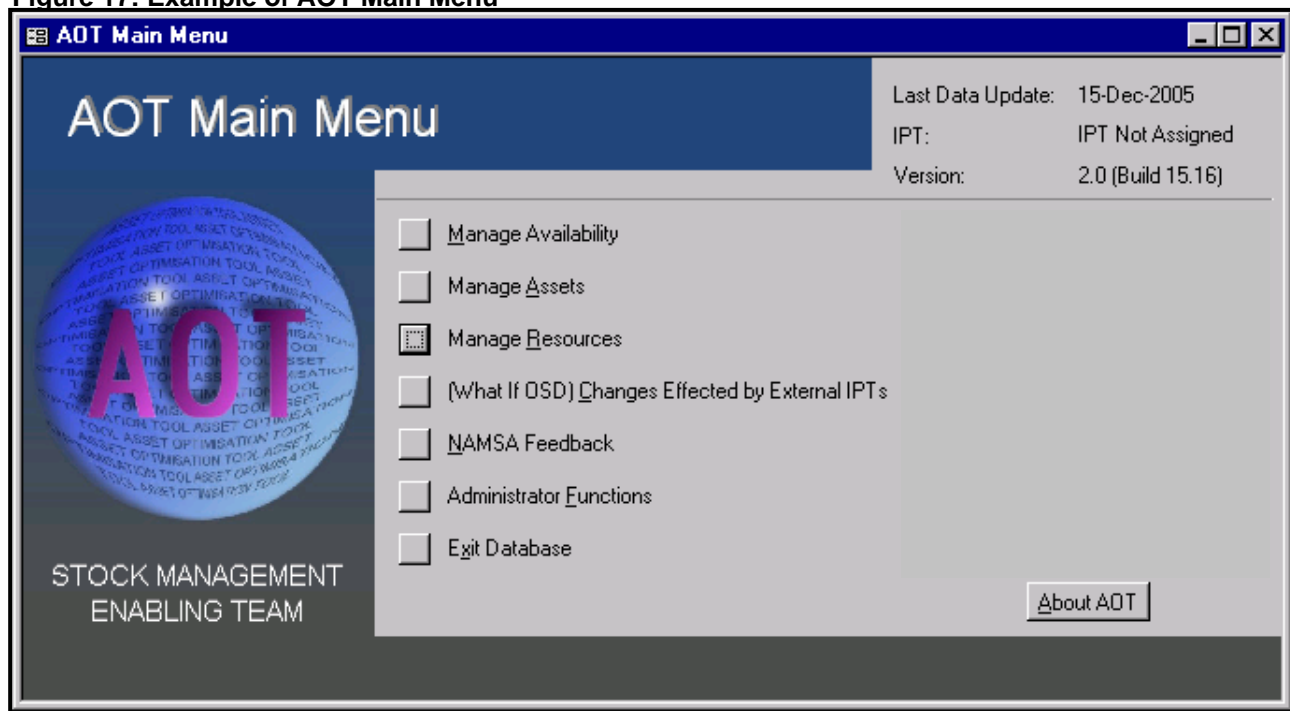 Figure 17: Example of AOT Main Menu
AOT Main Menu
AOT Main Menu
Last Data Update: 15-Dec-2005
IPT: IPT Not Assigned
Version: 2.0 (Build 15.16)
Manage Availability
Manage Assets
Manage Resources
(What If OSD) Changes Effected by External IPTs
NAMSA Feedback
Administrator Functions
Exit Database
AOT
STOCK MANAGEMENT
ENABLING TEAM
About AOT